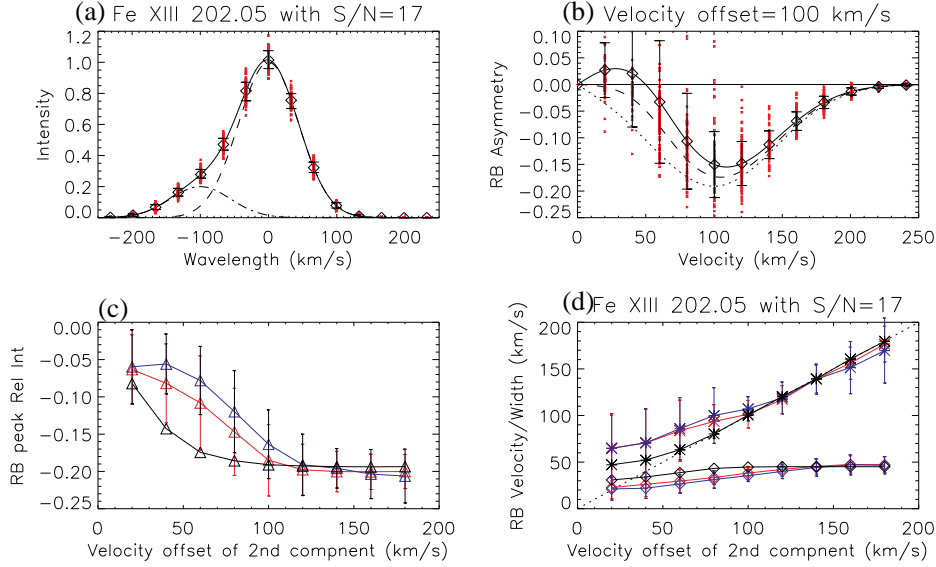 (a) Fe XIII 202.05 with S/N=17
Intensity
1.2
1.0
0.8
0.6
0.4
0.2
0.0
-200 -100 0 100 200
Wavelength (km/s)
(b) Velocity offset=100 km/s
RB Asymmetry
0.10
0.05
0.00
-0.05
-0.10
-0.15
-0.20
-0.25
0 50 100 150 200 250
Velocity (km/s)
(c)
RB peak Rel Int
0.00
-0.05
-0.10
-0.15
-0.20
-0.25
0 50 100 150 200
Velocity offset of 2nd compnent (km/s)
(d) Fe XIII 202.05 with S/N=17
RB Velocity/Width (km/s)
200
150
100
50
0
0 50 100 150 200
Velocity offset of 2nd compnent (km/s)